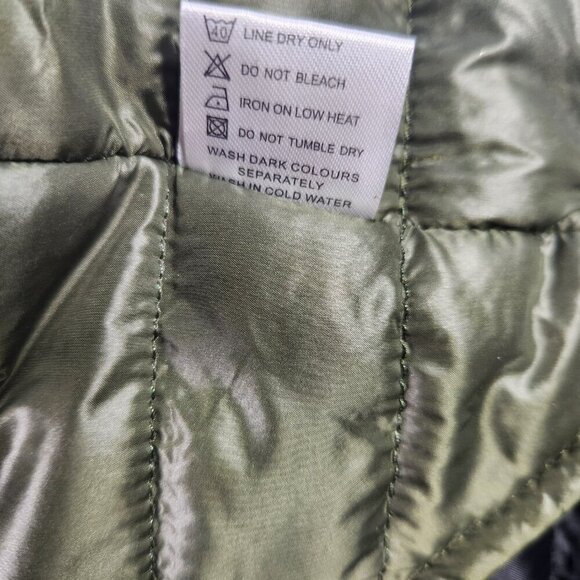 40 LINE DRY ONLY
DO NOT BLEACH
IRON ON LOW HEAT
DO NOT TUMBLE DRY
WASH DARK COLOURS
SEPARATELY
WASH IN COLD WATER